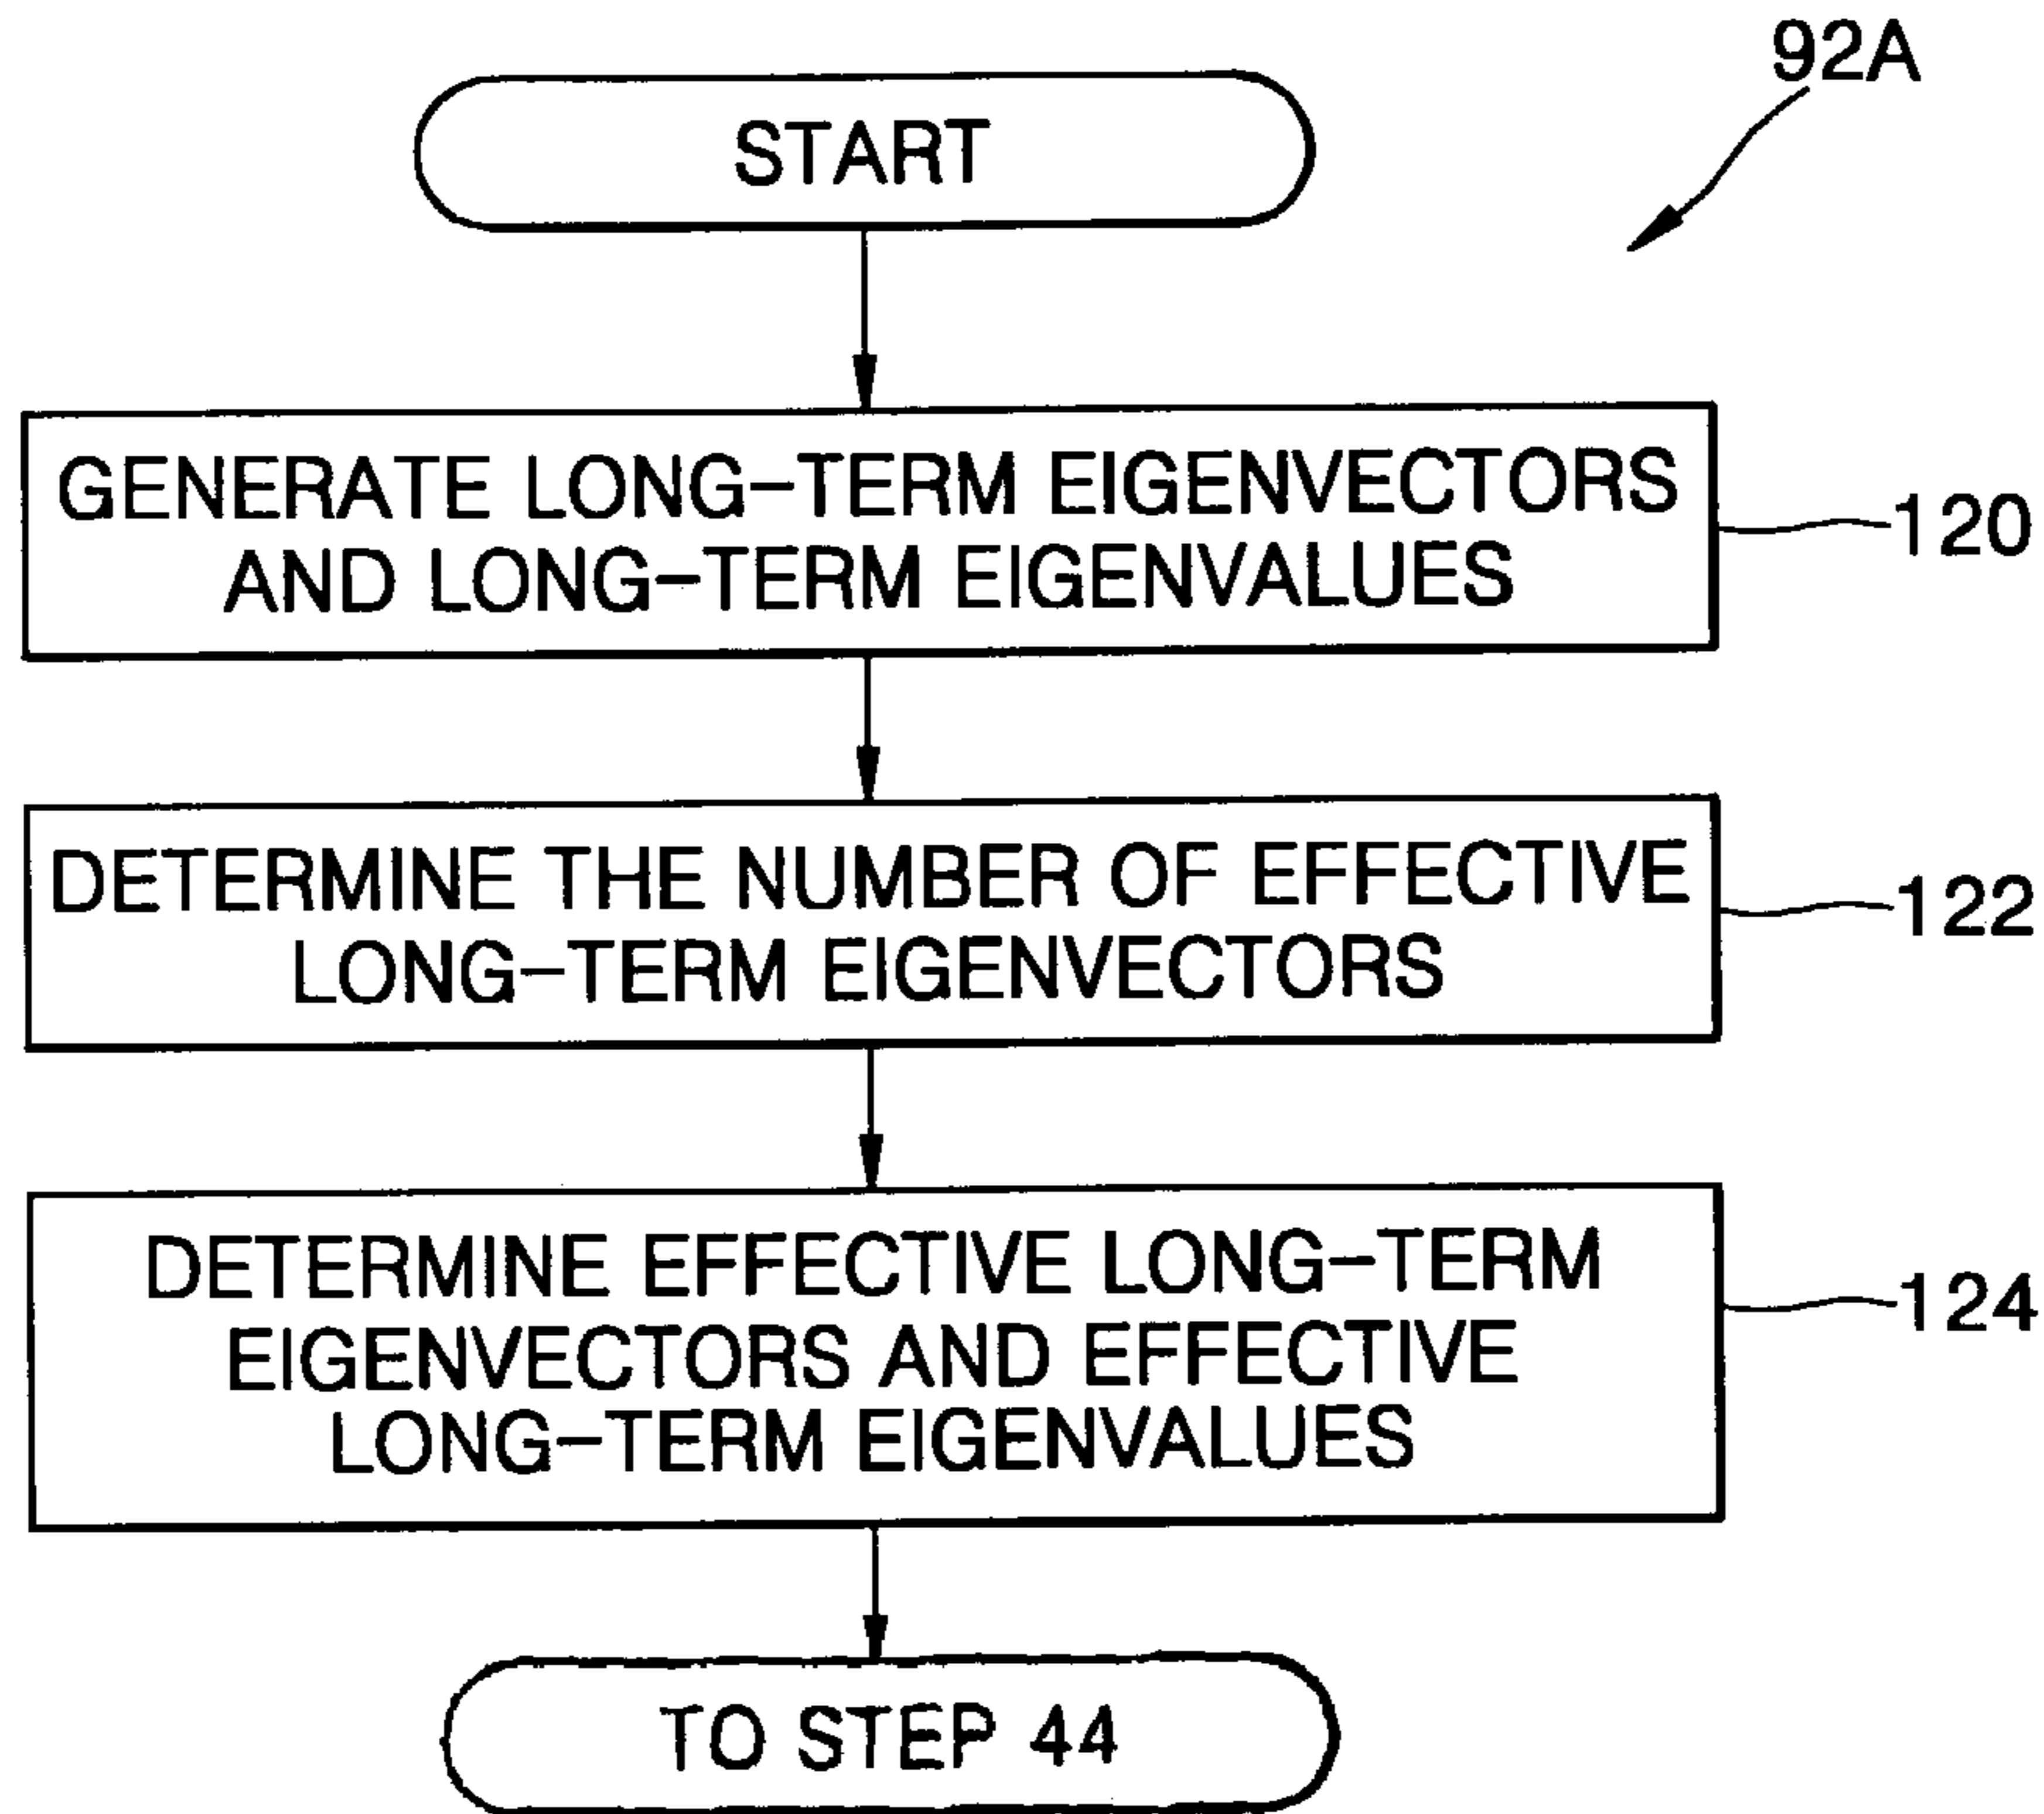 92A
START
GENERATE LONG-TERM EIGENVECTORS
AND LONG-TERM EIGENVALUES
120
DETERMINE THE NUMBER OF EFFECTIVE
LONG-TERM EIGENVECTORS
122
DETERMINE EFFECTIVE LONG-TERM
EIGENVECTORS AND EFFECTIVE
LONG-TERM EIGENVALUES
124
TO STEP 44